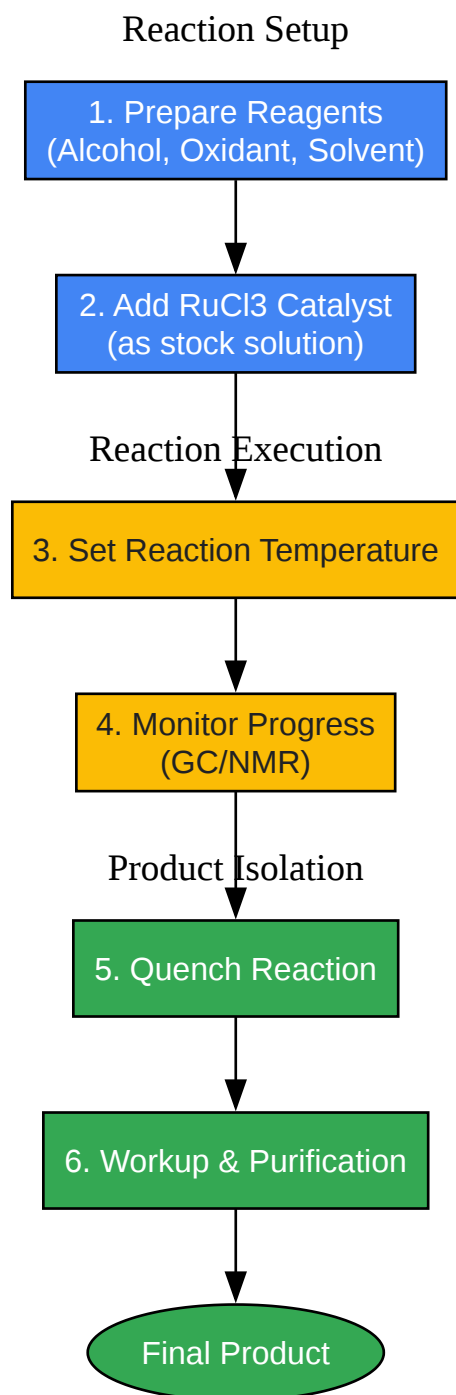 Reaction Setup
1. Prepare Reagents
(Alcohol, Oxidant, Solvent)
2. Add RuCl3 Catalyst
(as stock solution)
Reaction Execution
3. Set Reaction Temperature
4. Monitor Progress
(GC/NMR)
Product Isolation
5. Quench Reaction
6. Workup & Purification
Final Product